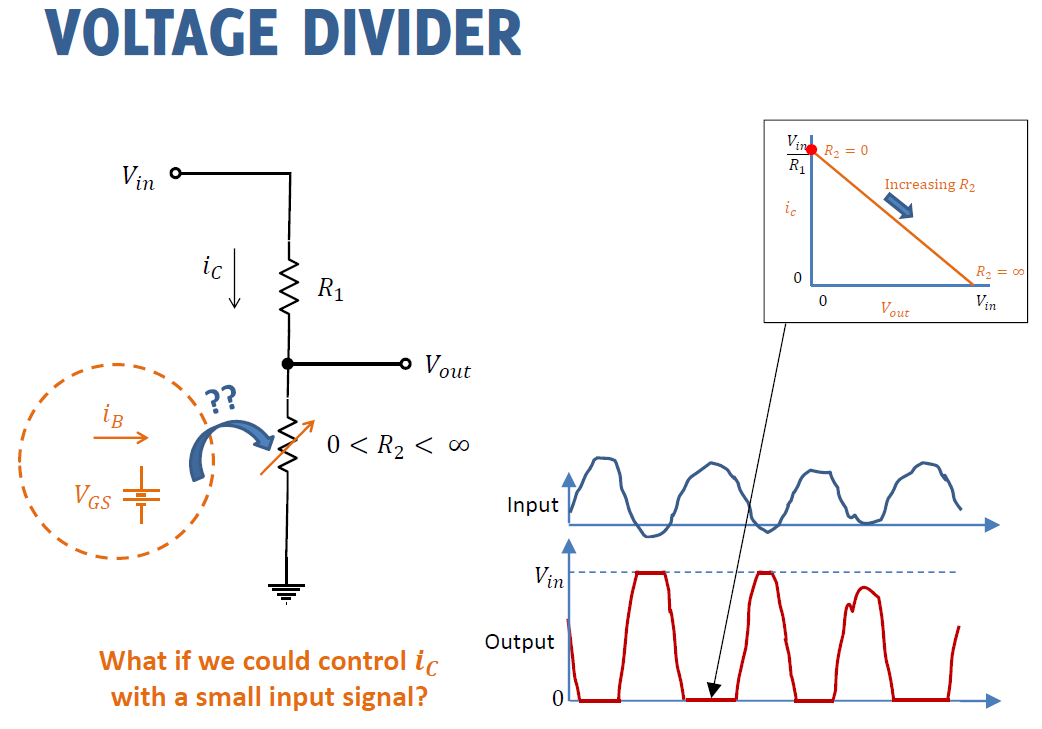 VOLTAGE DIVIDER
V_in
i_C
R_1
V_out
??
i_B
V_GS
0 < R_2 < ∞
What if we could control i_C
with a small input signal?
V_in
R_1
R_2 = 0
Increasing R_2
i_c
R_2 = ∞
0
0
V_in
V_out
Input
V_in
Output
0